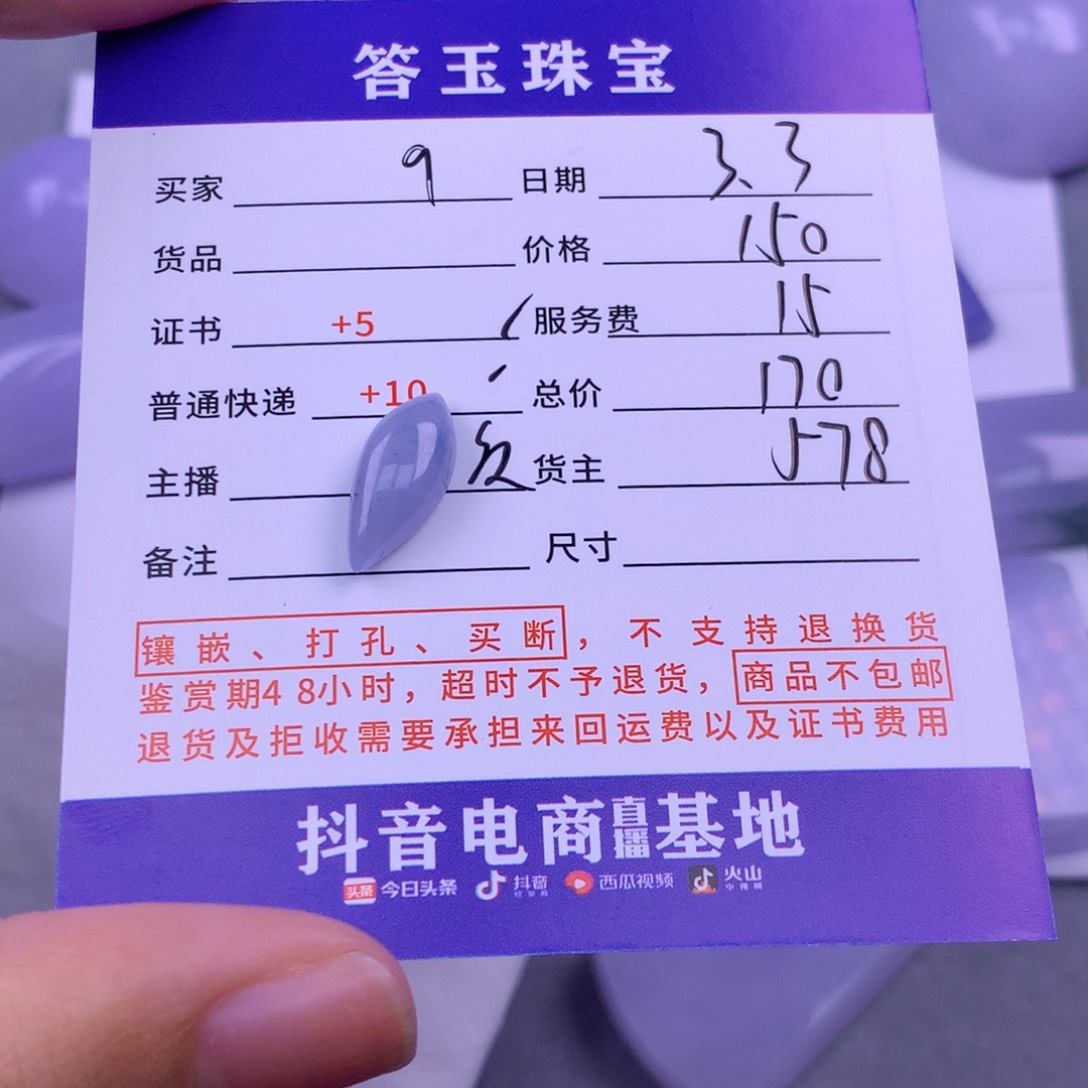 答玉珠宝
买家 9 日期 3.3
货品 价格 150
证书 +5 服务费 15
普通快递 +10 总价 170
主播 货主 578
备注 尺寸
镶嵌、打孔、买断，不支持退换货
鉴赏期48小时，超时不予退货，商品不包邮
退货及拒收需要承担来回运费以及证书费用
抖音电商直播基地
头条 今日头条 抖音 西瓜视频 火山